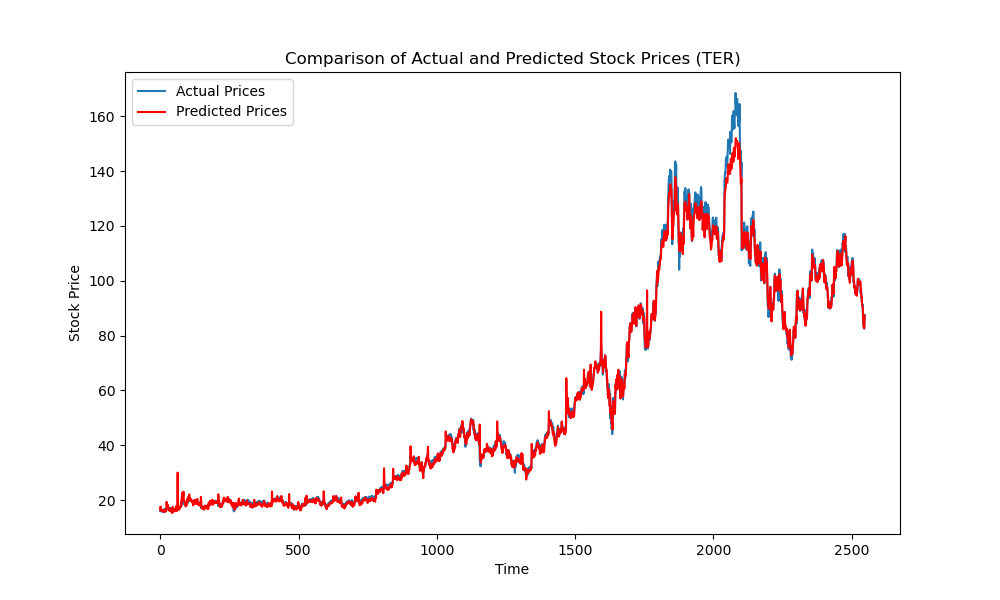 Comparison of Actual and Predicted Stock Prices (TER)
Actual Prices
Predicted Prices
160
140
120
100
80
60
40
20
Stock Price
0
500
1000
1500
2000
2500
Time